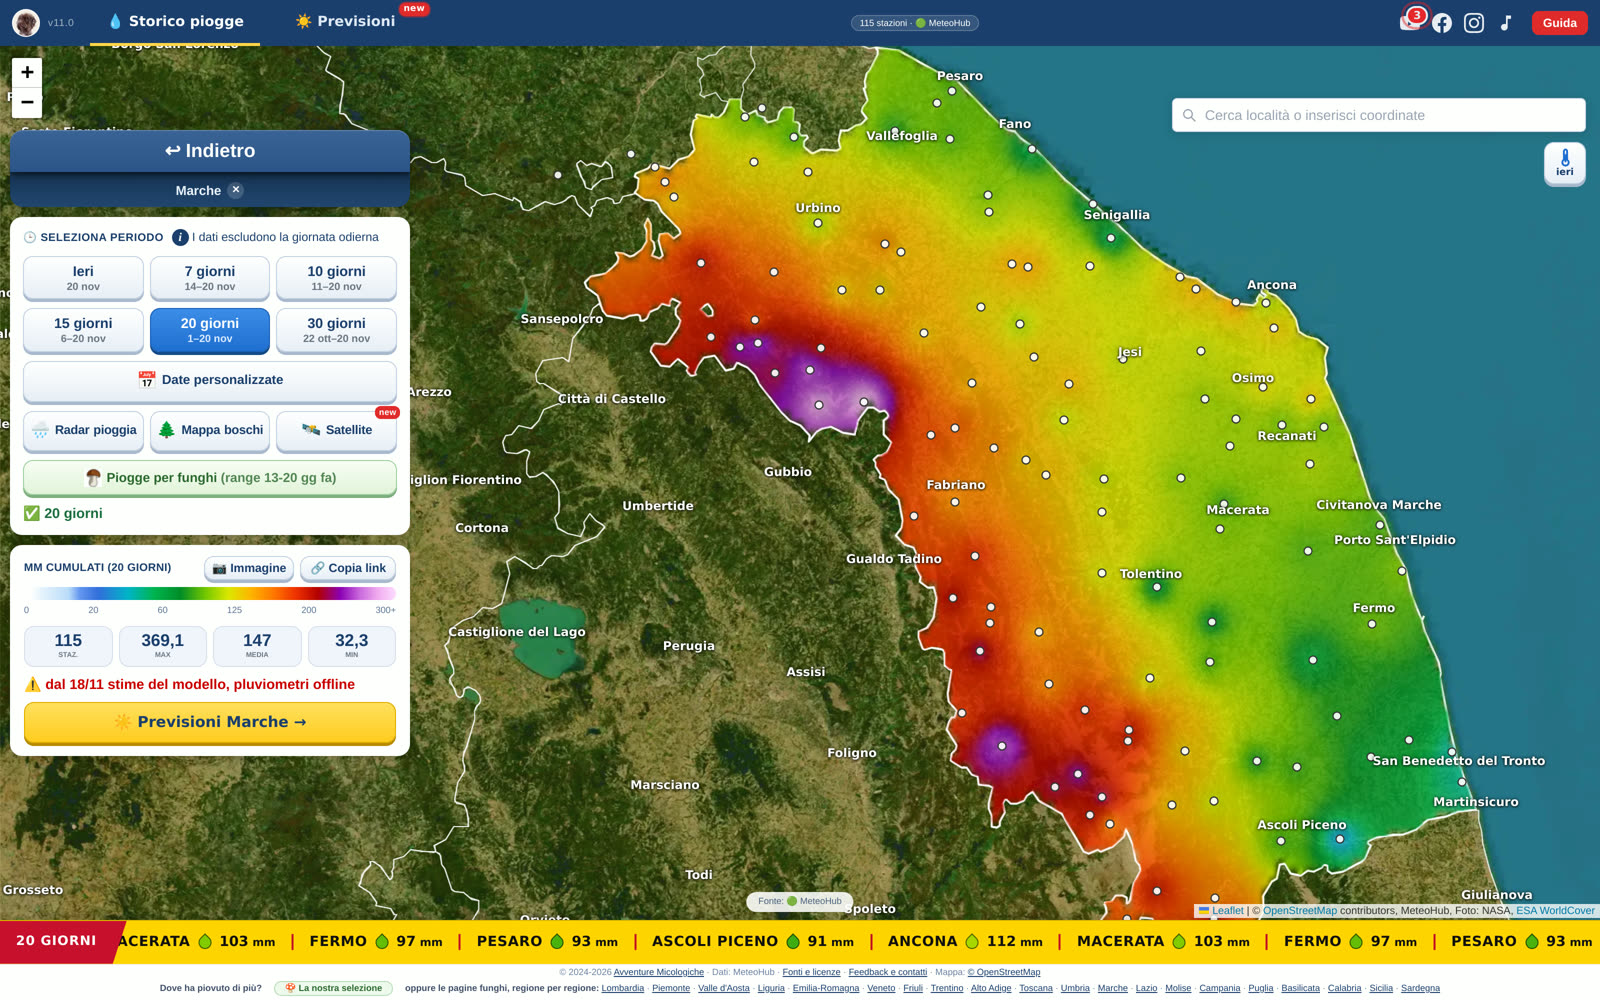 v11.0
💧 Storico piogge
☀️ Previsioni
new
115 stazioni · 🟢 MeteoHub
3
Guida
+
−
Cerca località o inserisci coordinate
ieri
↩ Indietro
Marche ×
SELEZIONA PERIODO i I dati escludono la giornata odierna
Ieri
20 nov
7 giorni
14–20 nov
10 giorni
11–20 nov
15 giorni
6–20 nov
20 giorni
1–20 nov
30 giorni
22 ott–20 nov
📅 Date personalizzate
Radar pioggia
Mappa boschi
Satellite
new
Piogge per funghi (range 13-20 gg fa)
✅ 20 giorni
MM CUMULATI (20 GIORNI)
📷 Immagine
🔗 Copia link
0 20 60 125 200 300+
115
STAZ.
369,1
MAX
147
MEDIA
32,3
MIN
⚠️ dal 18/11 stime del modello, pluviometri offline
☀️ Previsioni Marche →
Pesaro
Fano
Vallefoglia
Urbino
Senigallia
Ancona
Sansepolcro
Jesi
Osimo
Arezzo
Città di Castello
Recanati
Gubbio
iglion Fiorentino
Fabriano
Umbertide
Macerata
Civitanova Marche
Cortona
Porto Sant'Elpidio
Gualdo Tadino
Tolentino
Fermo
Castiglione del Lago
Perugia
Assisi
Foligno
San Benedetto del Tronto
Marsciano
Martinsicuro
Ascoli Piceno
Todi
Grosseto
Giulianova
Spoleto
Orvieto
Fonte: 🟢 MeteoHub
Leaflet | © OpenStreetMap contributors, MeteoHub, Foto: NASA, ESA WorldCover
20 GIORNI
ACERATA 103 mm | FERMO 97 mm | PESARO 93 mm | ASCOLI PICENO 91 mm | ANCONA 112 mm | MACERATA 103 mm | FERMO 97 mm | PESARO 93 mm
© 2024-2026 Avventure Micologiche · Dati: MeteoHub · Fonti e licenze · Feedback e contatti · Mappa: © OpenStreetMap
Dove ha piovuto di più? La nostra selezione oppure le pagine funghi, regione per regione: Lombardia · Piemonte · Valle d'Aosta · Liguria · Emilia-Romagna · Veneto · Friuli · Trentino · Alto Adige · Toscana · Umbria · Marche · Lazio · Molise · Campania · Puglia · Basilicata · Calabria · Sicilia · Sardegna